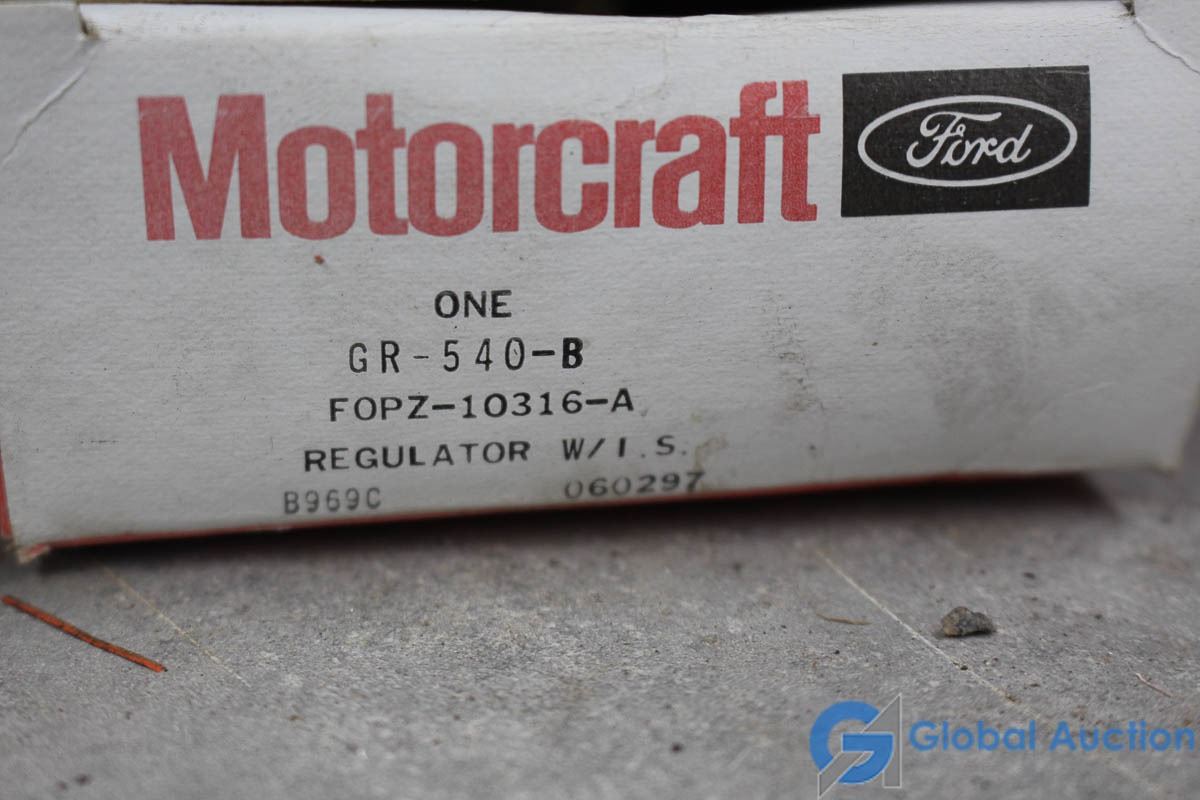 Motorcraft Ford
ONE
GR-540-B
FOPZ-10316-A
REGULATOR W/I.S.
B969C 060297
Global Auction